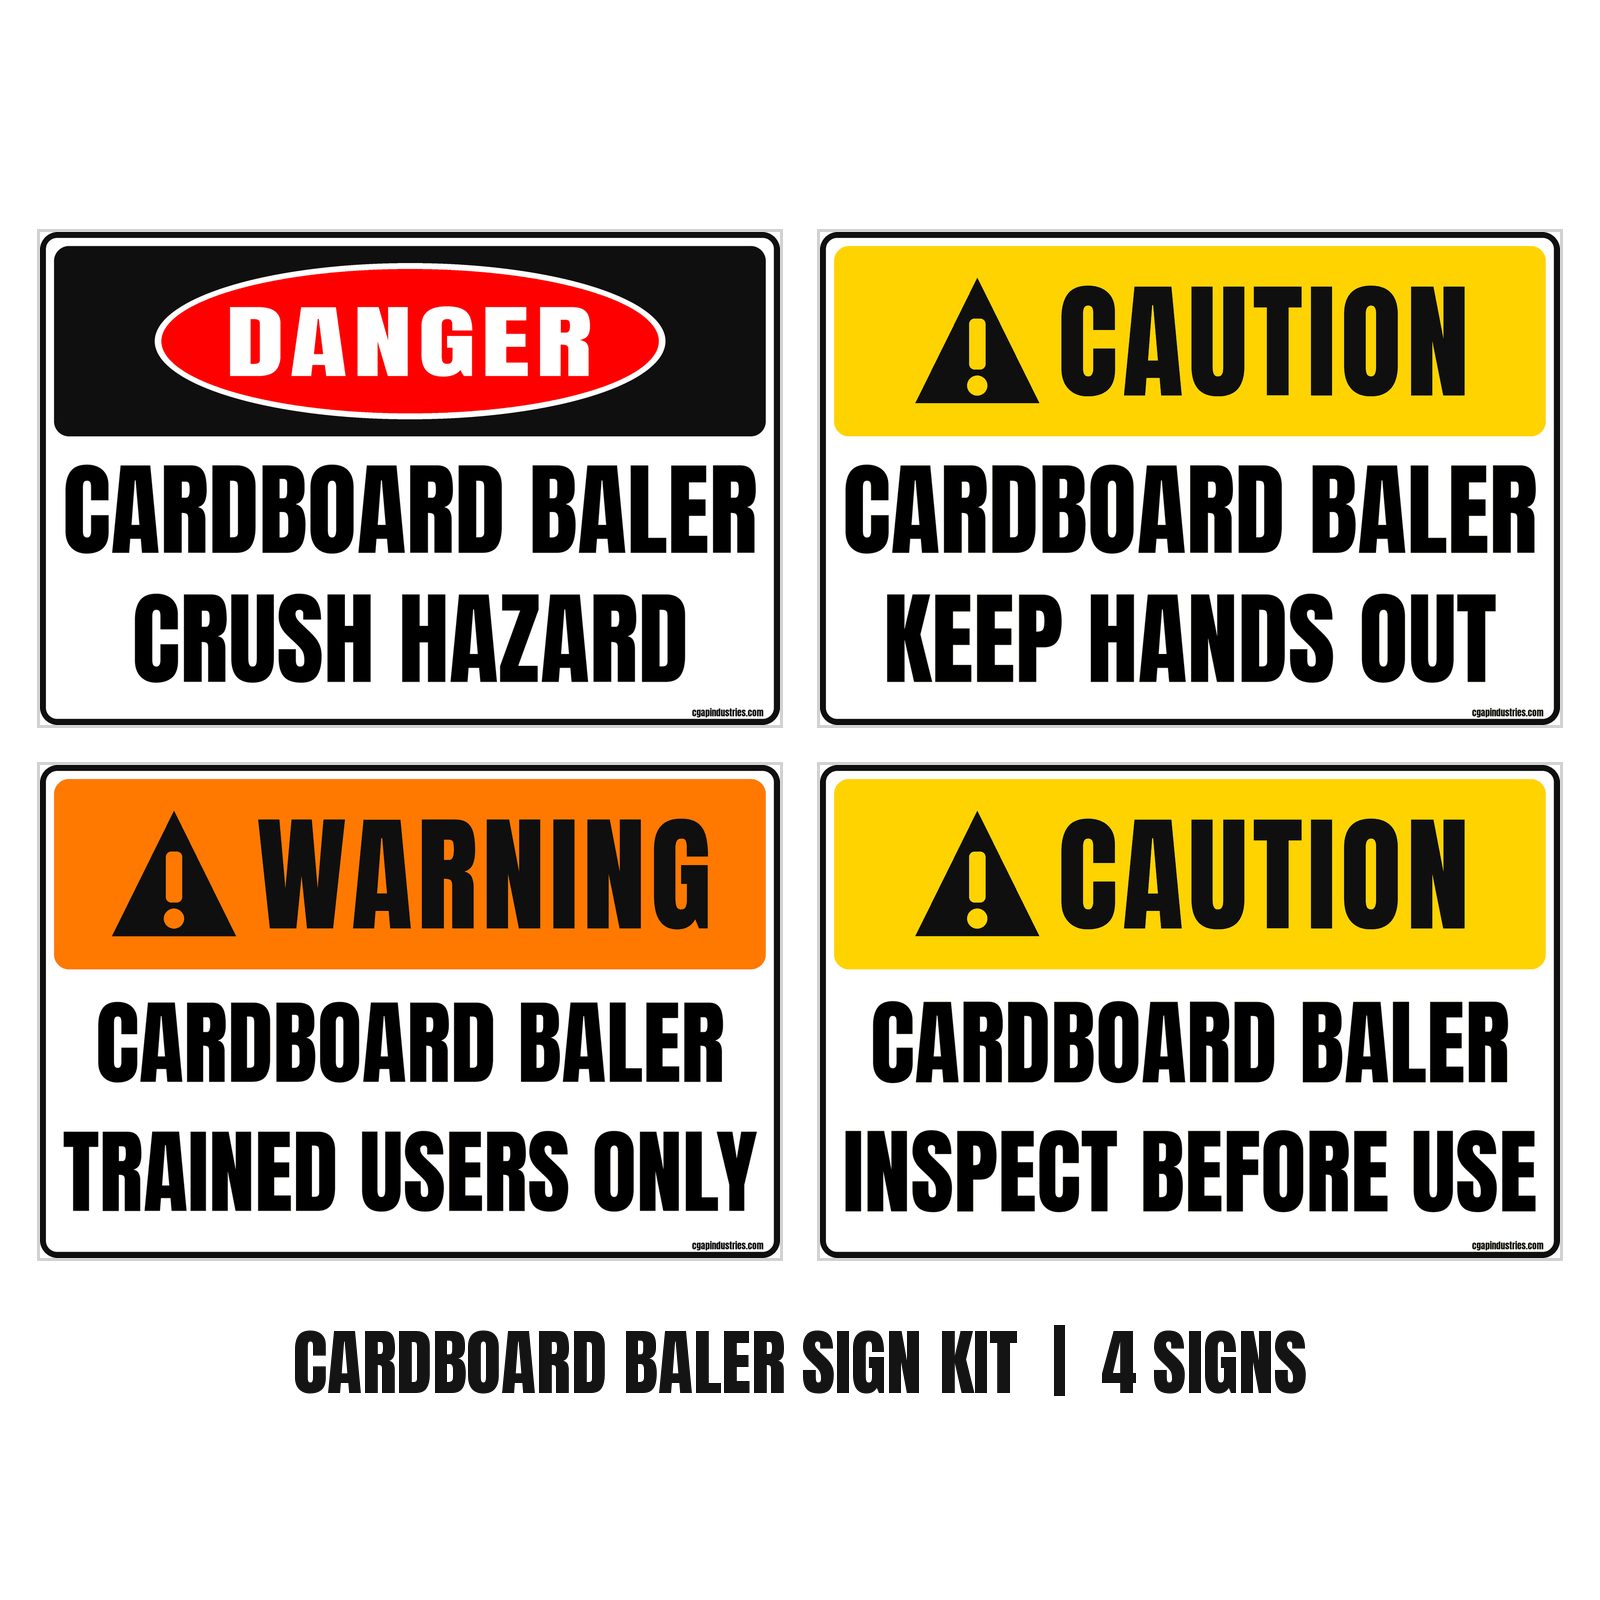 DANGER
CARDBOARD BALER
CRUSH HAZARD
cgapindustries.com
CAUTION
CARDBOARD BALER
KEEP HANDS OUT
cgapindustries.com
WARNING
CARDBOARD BALER
TRAINED USERS ONLY
cgapindustries.com
CAUTION
CARDBOARD BALER
INSPECT BEFORE USE
cgapindustries.com
CARDBOARD BALER SIGN KIT | 4 SIGNS